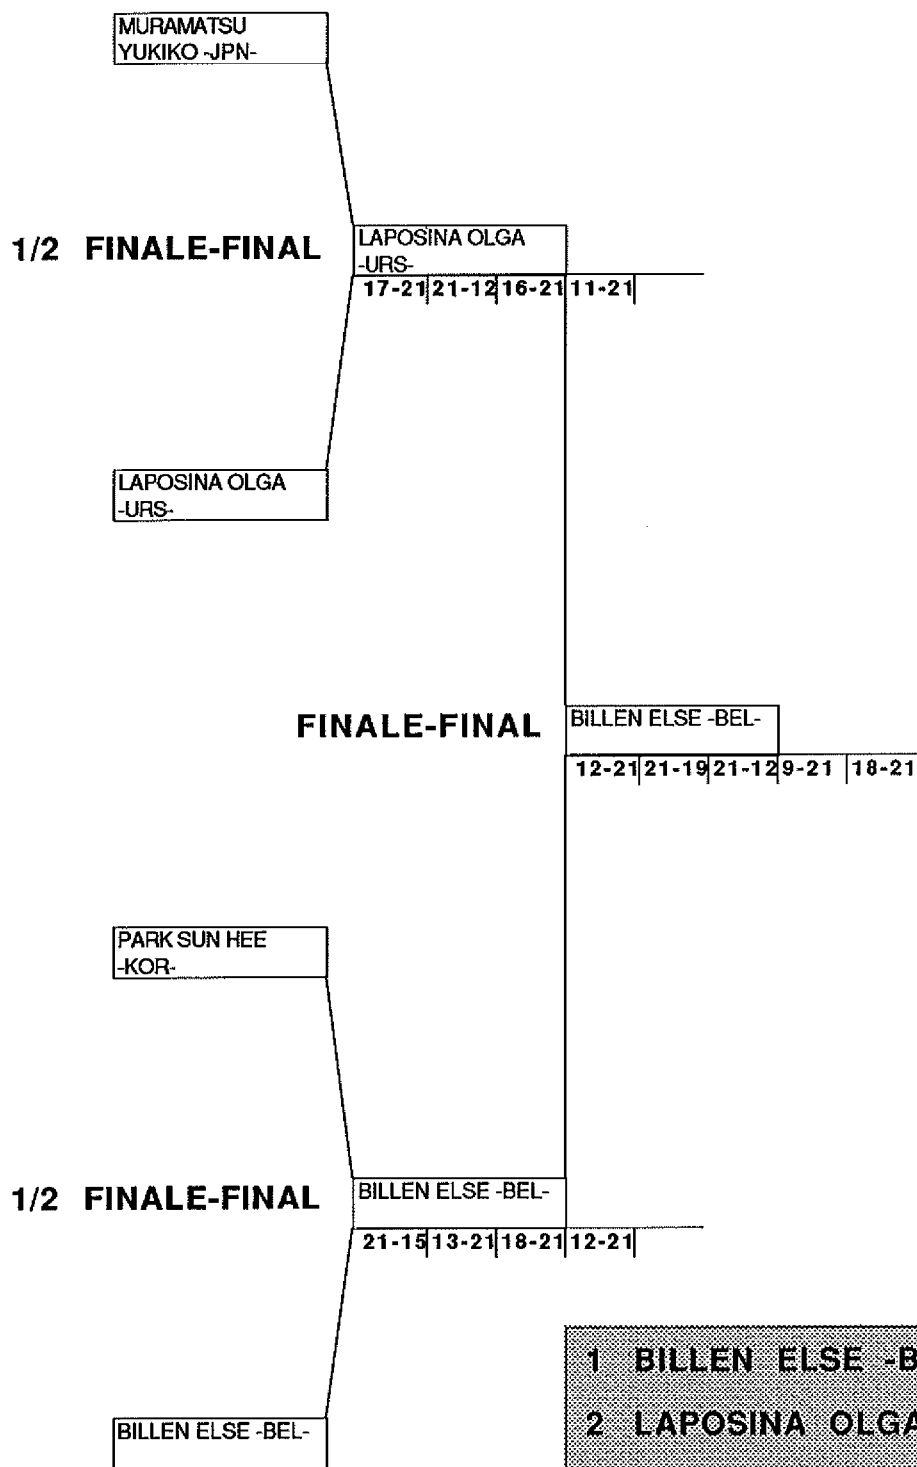 MURAMATSU
YUKIKO -JPN-
1/2 FINALE-FINAL
LAPOSINA OLGA
-URS-
17-21 21-12 16-21 11-21
LAPOSINA OLGA
-URS-
FINALE-FINAL
BILLEN ELSE -BEL-
12-21 21-19 21-12 9-21 18-21
PARK SUN HEE
-KOR-
1/2 FINALE-FINAL
BILLEN ELSE -BEL-
21-15 13-21 18-21 12-21
1 BILLEN ELSE -B
2 LAPOSINA OLGA
BILLEN ELSE -BEL-